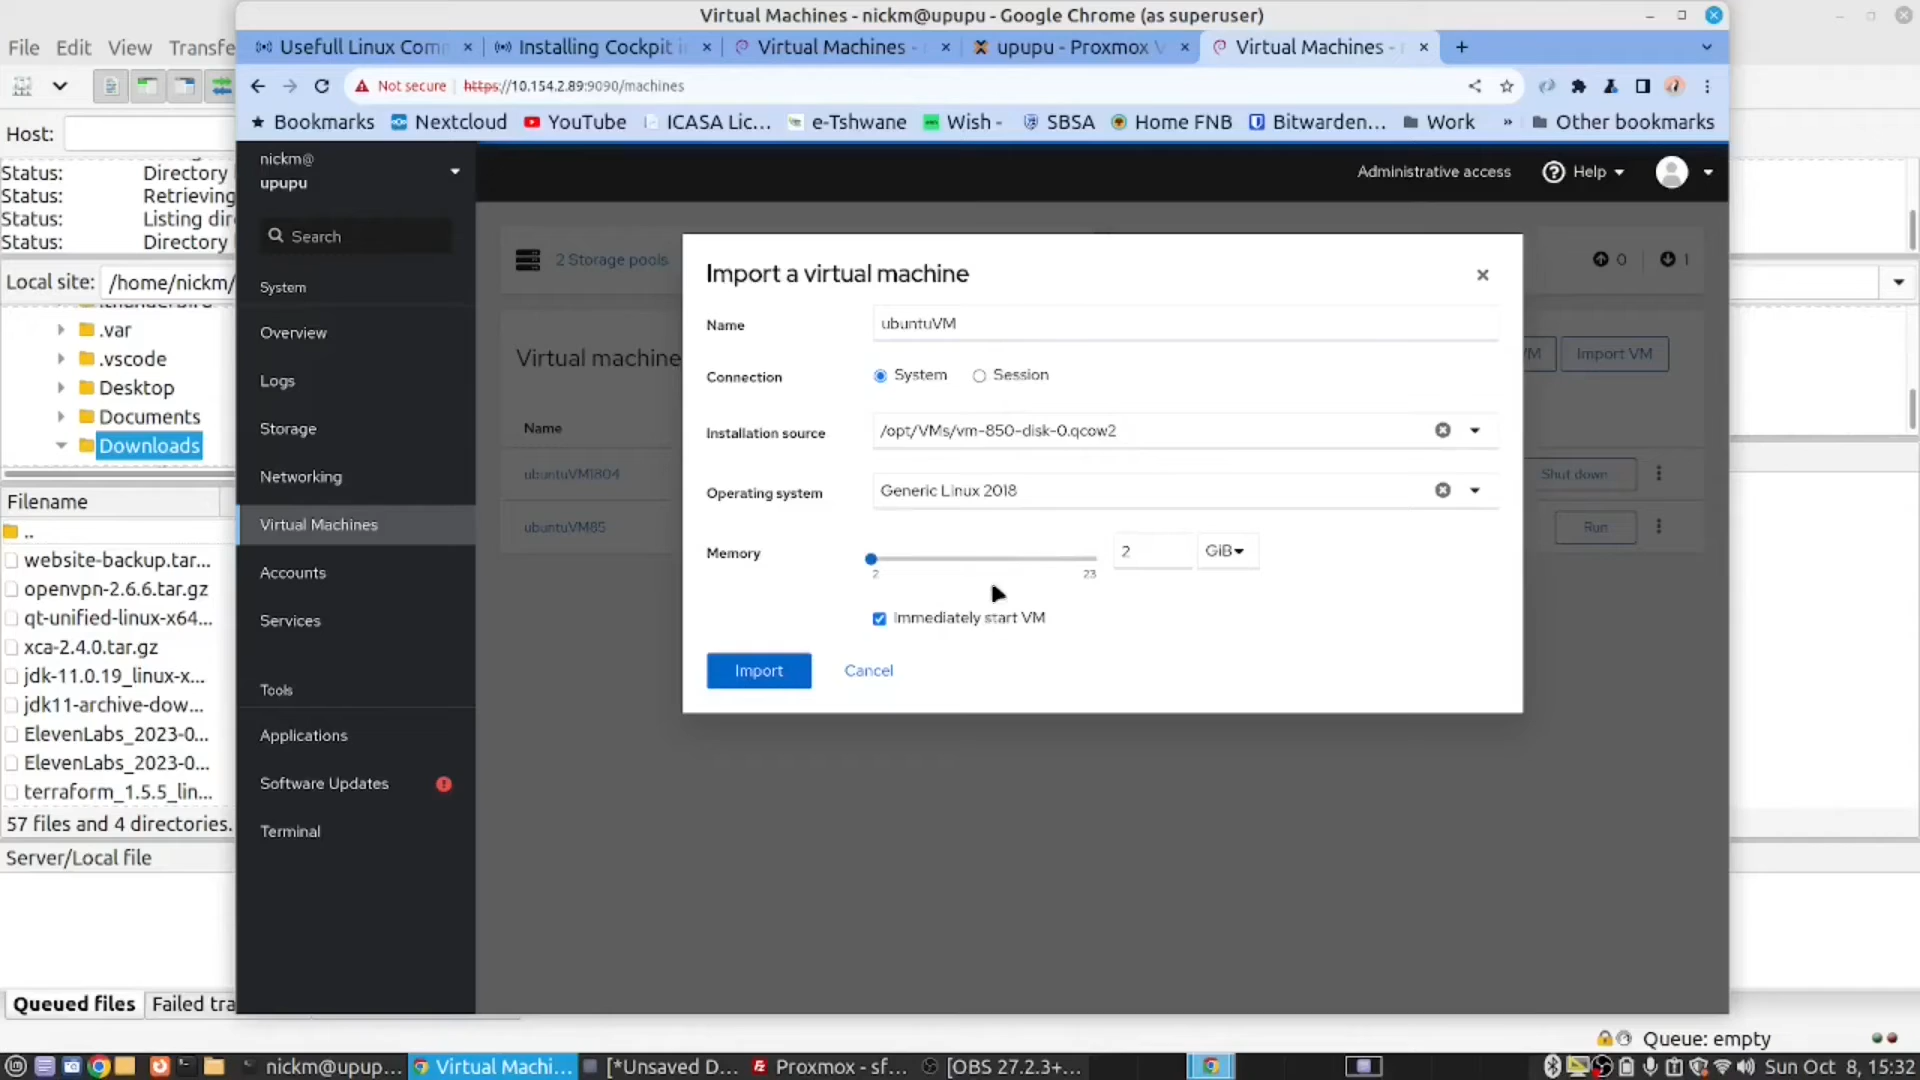 Virtual Machines - nickm@upupu - Google Chrome (as superuser)
File Edit View Transfe
Usefull Linux Com
Installing Cockpit i
Virtual Machines -
upupu - Proxmox V
Virtual Machines -
Not secure https://10.154.2.89:9090/machines
Host:
Bookmarks Nextcloud YouTube ICASA Lic... e-Tshwane Wish - SBSA Home FNB Bitwarden... Work » Other bookmarks
Status: Directory
Status: Retrieving
Status: Listing dir
Status: Directory
Local site: /home/nickm/
.var
.vscode
Desktop
Documents
Downloads
Filename
..
website-backup.tar...
openvpn-2.6.6.tar.gz
qt-unified-linux-x64...
xca-2.4.0.tar.gz
jdk-11.0.19_linux-x...
jdk11-archive-dow...
ElevenLabs_2023-0...
ElevenLabs_2023-0...
terraform_1.5.5_lin...
57 files and 4 directories.
Server/Local file
Queued files Failed tra
nickm@
upupu
Search
System
Overview
Logs
Storage
Networking
Virtual Machines
Accounts
Services
Tools
Applications
Software Updates
Terminal
Administrative access Help
2 Storage pools
0 1
Virtual machine
VM Import VM
Name
ubuntuVM1804 Shut down
ubuntuVM85 Run
Import a virtual machine
Name ubuntuVM
Connection System Session
Installation source /opt/VMs/vm-850-disk-0.qcow2
Operating system Generic Linux 2018
Memory 2 GiB
2 23
Immediately start VM
Import Cancel
Queue: empty
nickm@upup... Virtual Machi... [*Unsaved D... Proxmox - sf... [OBS 27.2.3+... Sun Oct 8, 15:32